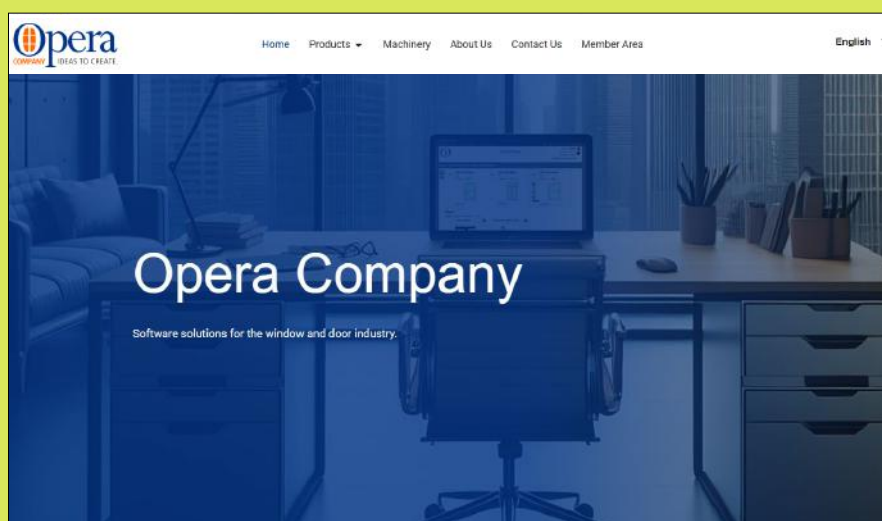 Opera
COMPANY IDEAS TO CREATE
Home Products Machinery About Us Contact Us Member Area
English
Opera Company
Software solutions for the window and door industry.